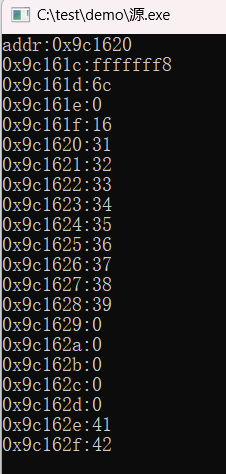 C:\test\demo\源.exe
addr:0x9c1620
0x9c161c:fffffff8
0x9c161d:6c
0x9c161e:0
0x9c161f:16
0x9c1620:31
0x9c1621:32
0x9c1622:33
0x9c1623:34
0x9c1624:35
0x9c1625:36
0x9c1626:37
0x9c1627:38
0x9c1628:39
0x9c1629:0
0x9c162a:0
0x9c162b:0
0x9c162c:0
0x9c162d:0
0x9c162e:41
0x9c162f:42